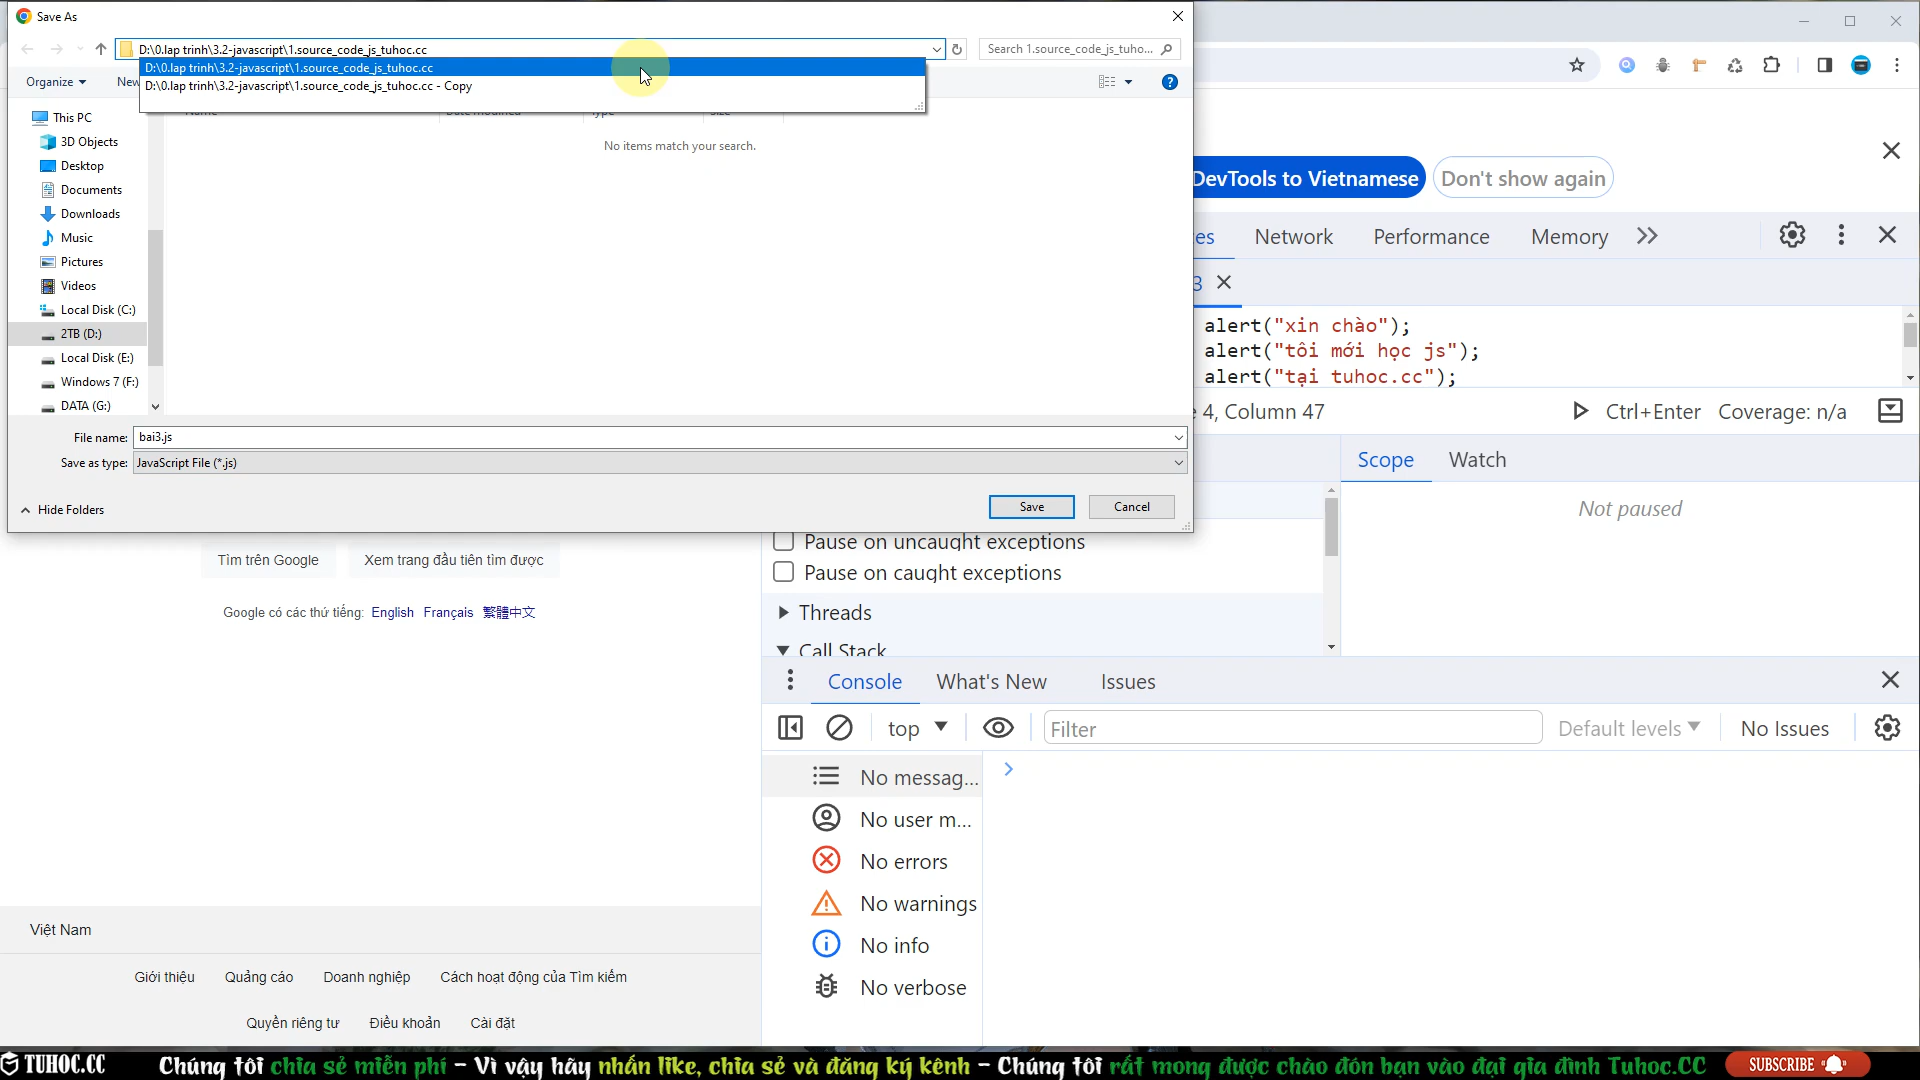 Save As
D:\0.lap trinh\3.2-javascript\1.source_code_js_tuhoc.cc
Search 1.source_code_js_tuho...
D:\0.lap trinh\3.2-javascript\1.source_code_js_tuhoc.cc
D:\0.lap trinh\3.2-javascript\1.source_code_js_tuhoc.cc - Copy
Organize
New
This PC
3D Objects
Desktop
Documents
Downloads
Music
Pictures
Videos
Local Disk (C:)
2TB (D:)
Local Disk (E:)
Windows 7 (F:)
DATA (G:)
Name
Date modified
Type
Size
No items match your search.
File name:
bai3.js
Save as type:
JavaScript File (*.js)
Hide Folders
Save
Cancel
DevTools to Vietnamese
Don't show again
es
Network
Performance
Memory
3
alert("xin chào");
alert("tôi mới học js");
alert("tại tuhoc.cc");
4, Column 47
Ctrl+Enter
Coverage: n/a
Scope
Watch
Not paused
Pause on uncaught exceptions
Pause on caught exceptions
Threads
Call Stack
Console
What's New
Issues
top
Filter
Default levels
No Issues
No messag...
No user m...
No errors
No warnings
No info
No verbose
Tìm trên Google
Xem trang đầu tiên tìm được
Google có các thứ tiếng: English Français 繁體中文
Việt Nam
Giới thiệu
Quảng cáo
Doanh nghiệp
Cách hoạt động của Tìm kiếm
Quyền riêng tư
Điều khoản
Cài đặt
TUHOC.CC
Chúng tôi chia sẻ miễn phí – Vì vậy hãy nhấn like, chia sẻ và đăng ký kênh – Chúng tôi rất mong được chào đón bạn vào đại gia đình Tuhoc.CC
SUBSCRIBE